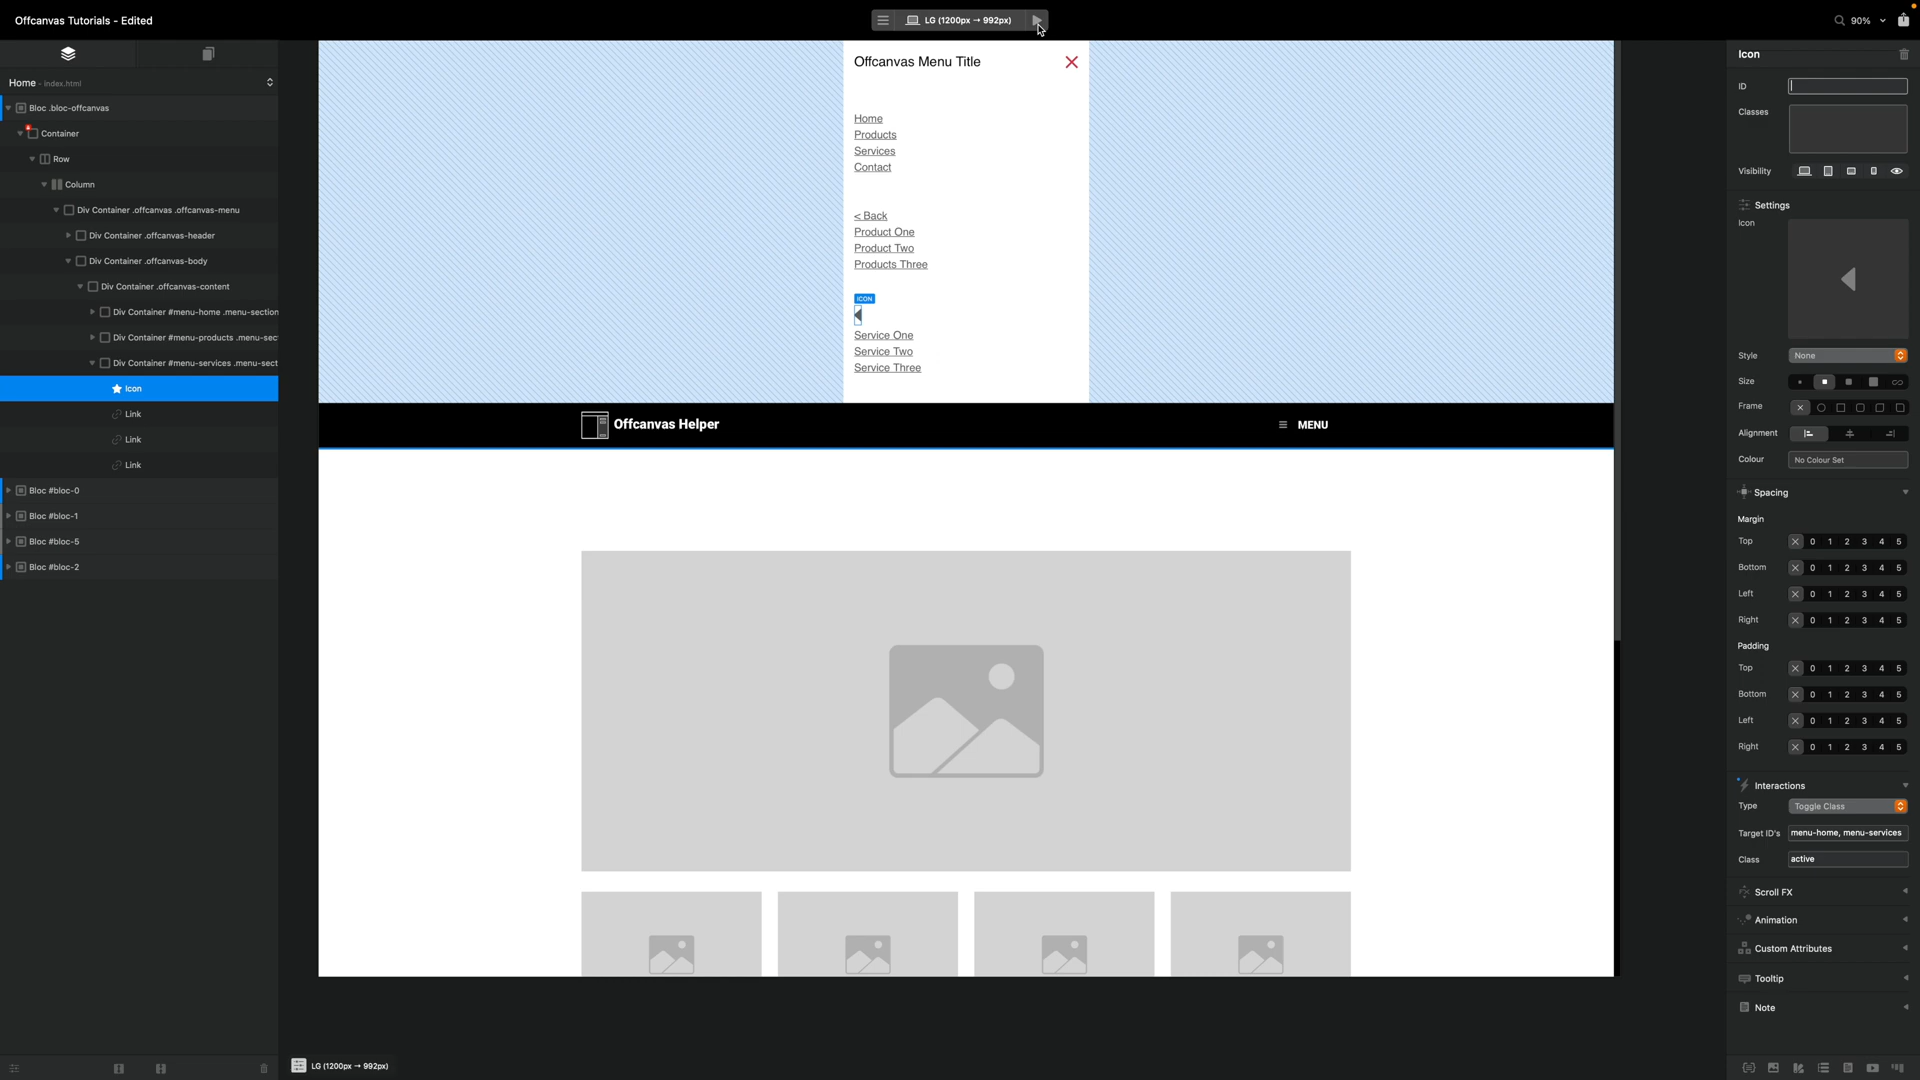 Offcanvas Tutorials - Edited
LG (1200px → 992px)
90%
Home - index.html
Bloc .bloc-offcanvas
Container
Row
Column
Div Container .offcanvas .offcanvas-menu
Div Container .offcanvas-header
Div Container .offcanvas-body
Div Container .offcanvas-content
Div Container #menu-home .menu-section
Div Container #menu-products .menu-sec
Div Container #menu-services .menu-sect
Icon
Link
Link
Link
Bloc #bloc-0
Bloc #bloc-1
Bloc #bloc-5
Bloc #bloc-2
Offcanvas Menu Title
Home
Products
Services
Contact
< Back
Product One
Product Two
Products Three
ICON
Service One
Service Two
Service Three
Offcanvas Helper
MENU
LG (1200px → 992px)
Icon
ID
Classes
Visibility
Settings
Icon
Style None
Size
Frame
Alignment
Colour No Colour Set
Spacing
Margin
Top 0 1 2 3 4 5
Bottom 0 1 2 3 4 5
Left 0 1 2 3 4 5
Right 0 1 2 3 4 5
Padding
Top 0 1 2 3 4 5
Bottom 0 1 2 3 4 5
Left 0 1 2 3 4 5
Right 0 1 2 3 4 5
Interactions
Type Toggle Class
Target ID's menu-home, menu-services
Class active
Scroll FX
Animation
Custom Attributes
Tooltip
Note